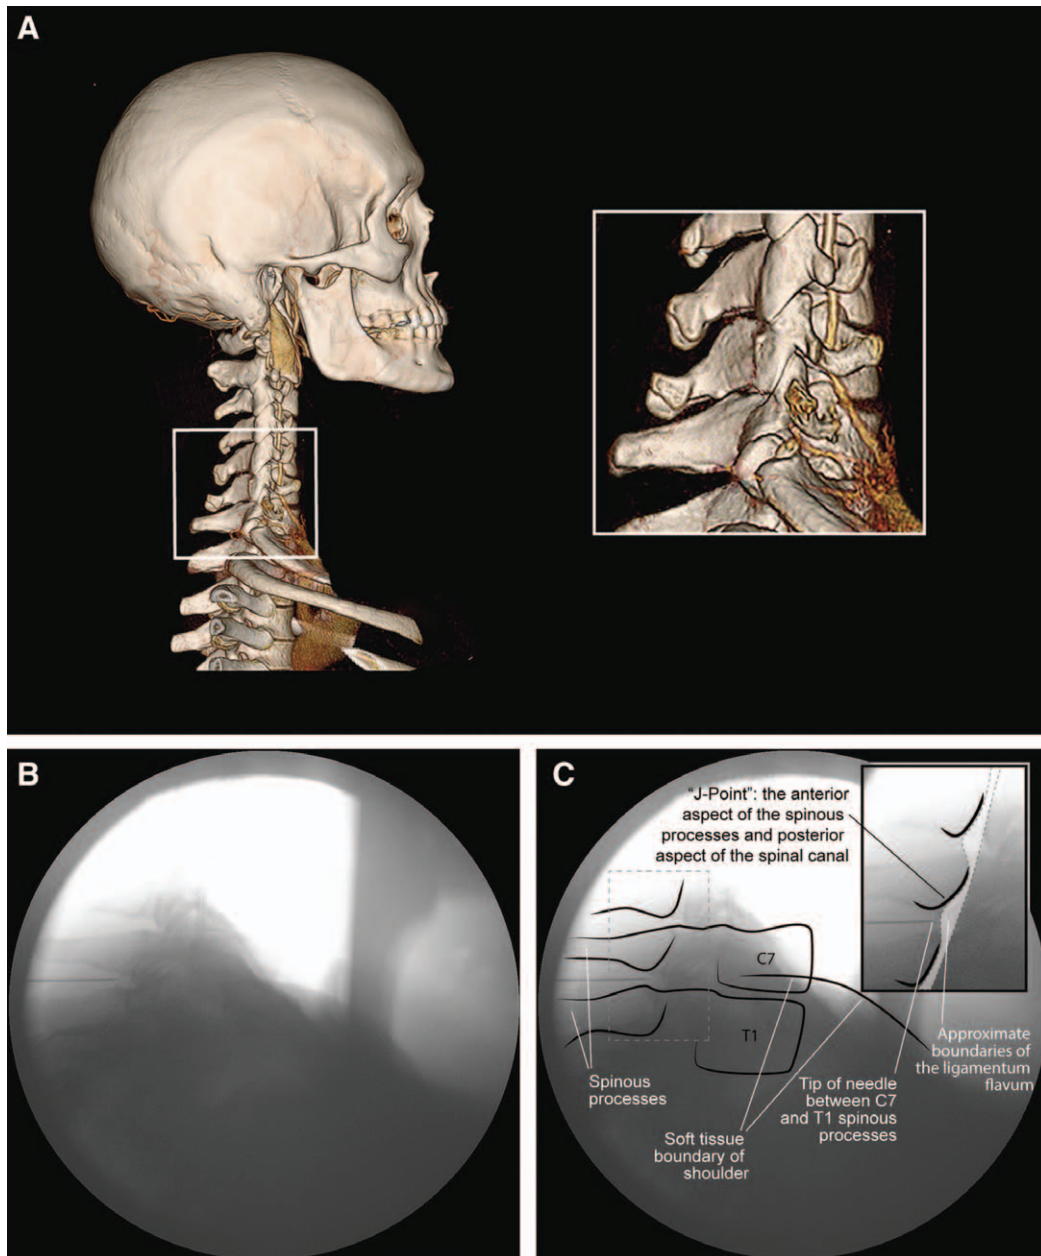 A
B
C
"J-Point": the anterior
aspect of the spinous
processes and posterior
aspect of the spinal canal
C7
T1
Spinous
processes
Soft tissue
boundary of
shoulder
Tip of needle
between C7
and T1 spinous
processes
Approximate
boundaries of
the ligamentum
flavum